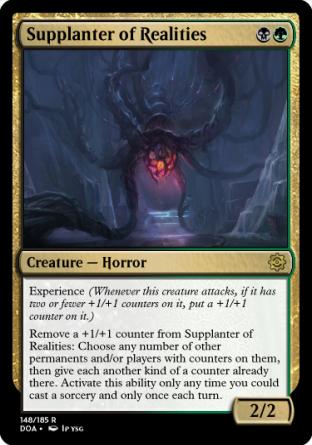 Supplanter of Realities
Creature — Horror
Experience (Whenever this creature attacks, if it has
two or fewer +1/+1 counters on it, put a +1/+1
counter on it.)
Remove a +1/+1 counter from Supplanter of
Realities: Choose any number of other
permanents and/or players with counters on them,
then give each another kind of a counter already
there. Activate this ability only any time you could
cast a sorcery and only once each turn.
2/2
148/185 R
DOA • lp YSG